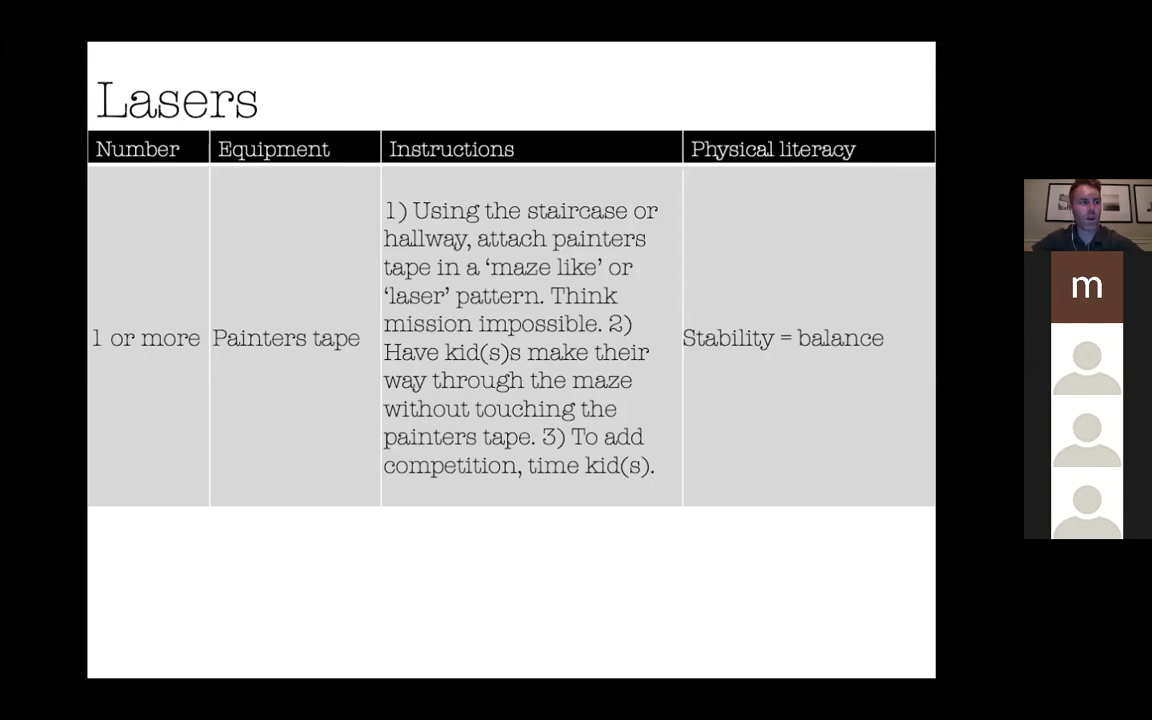 Lasers
Number Equipment Instructions Physical literacy
1 or more
Painters tape
1) Using the staircase or
hallway, attach painters
tape in a ‘maze like’ or
‘laser’ pattern. Think
mission impossible. 2)
Have kid(s)s make their
way through the maze
without touching the
painters tape. 3) To add
competition, time kid(s).
Stability = balance
m